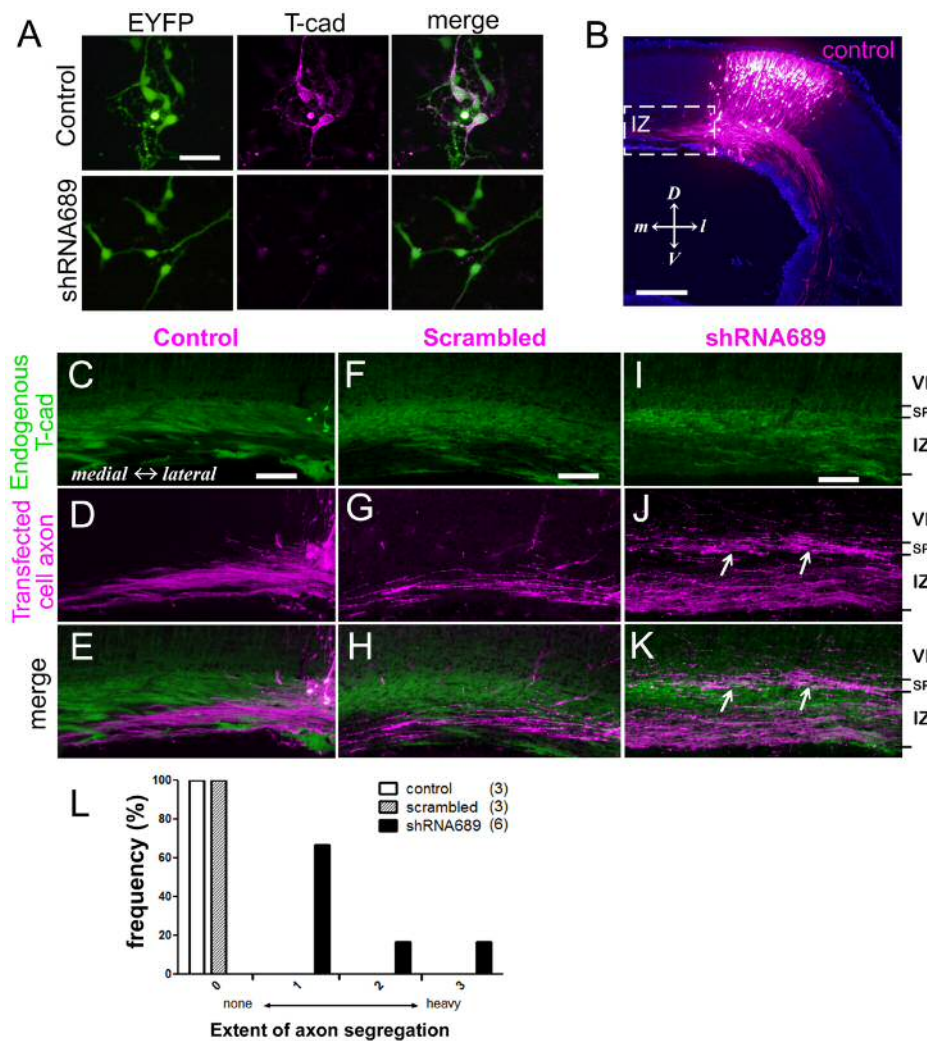 A
EYFP
T-cad
merge
Control
shRNA689
B
control
IZ
D
m
l
V
Control
Scrambled
shRNA689
Endogenous
T-cad
C
F
I
medial ↔ lateral
VI
SP
IZ
Transfected
cell axon
D
G
J
VI
SP
IZ
merge
E
H
K
VI
SP
IZ
L
frequency (%)
100
80
60
40
20
0
control (3)
scrambled (3)
shRNA689 (6)
0
1
2
3
none
heavy
Extent of axon segregation